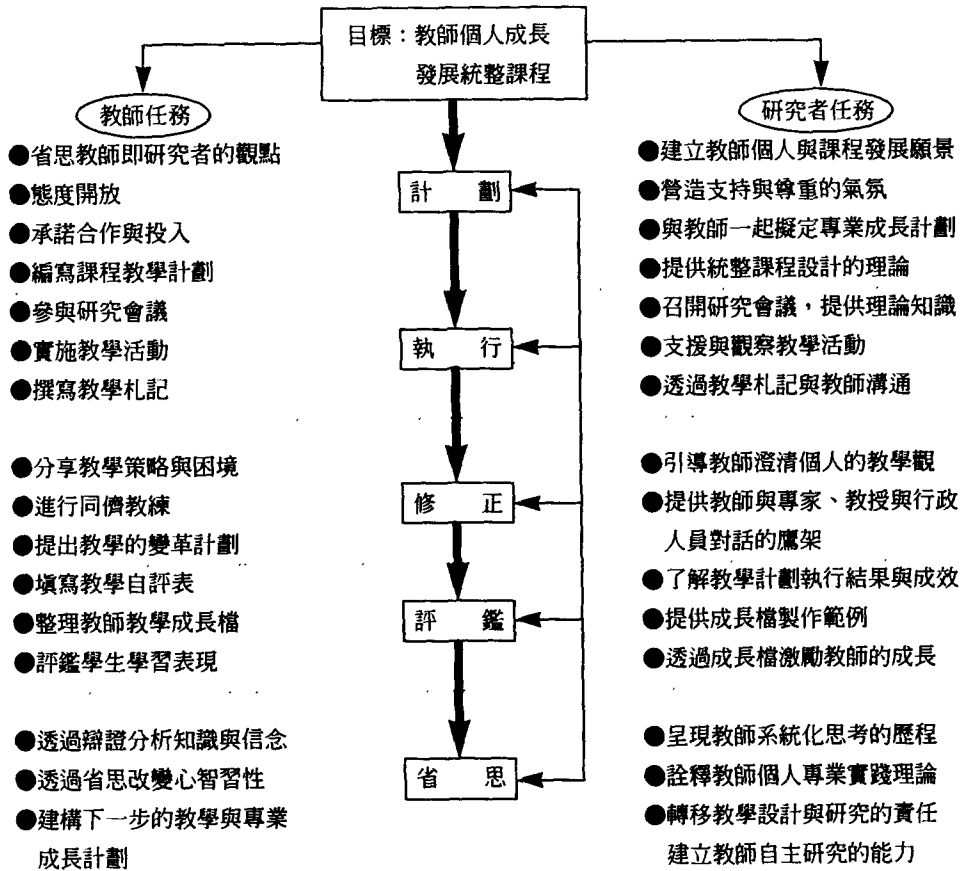 目標：教師個人成長
發展統整課程
教師任務
●省思教師即研究者的觀點
●態度開放
●承諾合作與投入
●編寫課程教學計劃
●參與研究會議
●實施教學活動
●撰寫教學札記
●分享教學策略與困境
●進行同儕教練
●提出教學的變革計劃
●填寫教學自評表
●整理教師教學成長檔
●評鑑學生學習表現
●透過辯證分析知識與信念
●透過省思改變心智習性
●建構下一步的教學與專業
成長計劃
計 劃
執 行
修 正
評 鑑
省 思
研究者任務
●建立教師個人與課程發展願景
●營造支持與尊重的氣氛
●與教師一起擬定專業成長計劃
●提供統整課程設計的理論
●召開研究會議，提供理論知識
●支援與觀察教學活動
●透過教學札記與教師溝通
●引導教師澄清個人的教學觀
●提供教師與專家、教授與行政
人員對話的鷹架
●了解教學計劃執行結果與成效
●提供成長檔製作範例
●透過成長檔激勵教師的成長
●呈現教師系統化思考的歷程
●詮釋教師個人專業實踐理論
●轉移教學設計與研究的責任
建立教師自主研究的能力